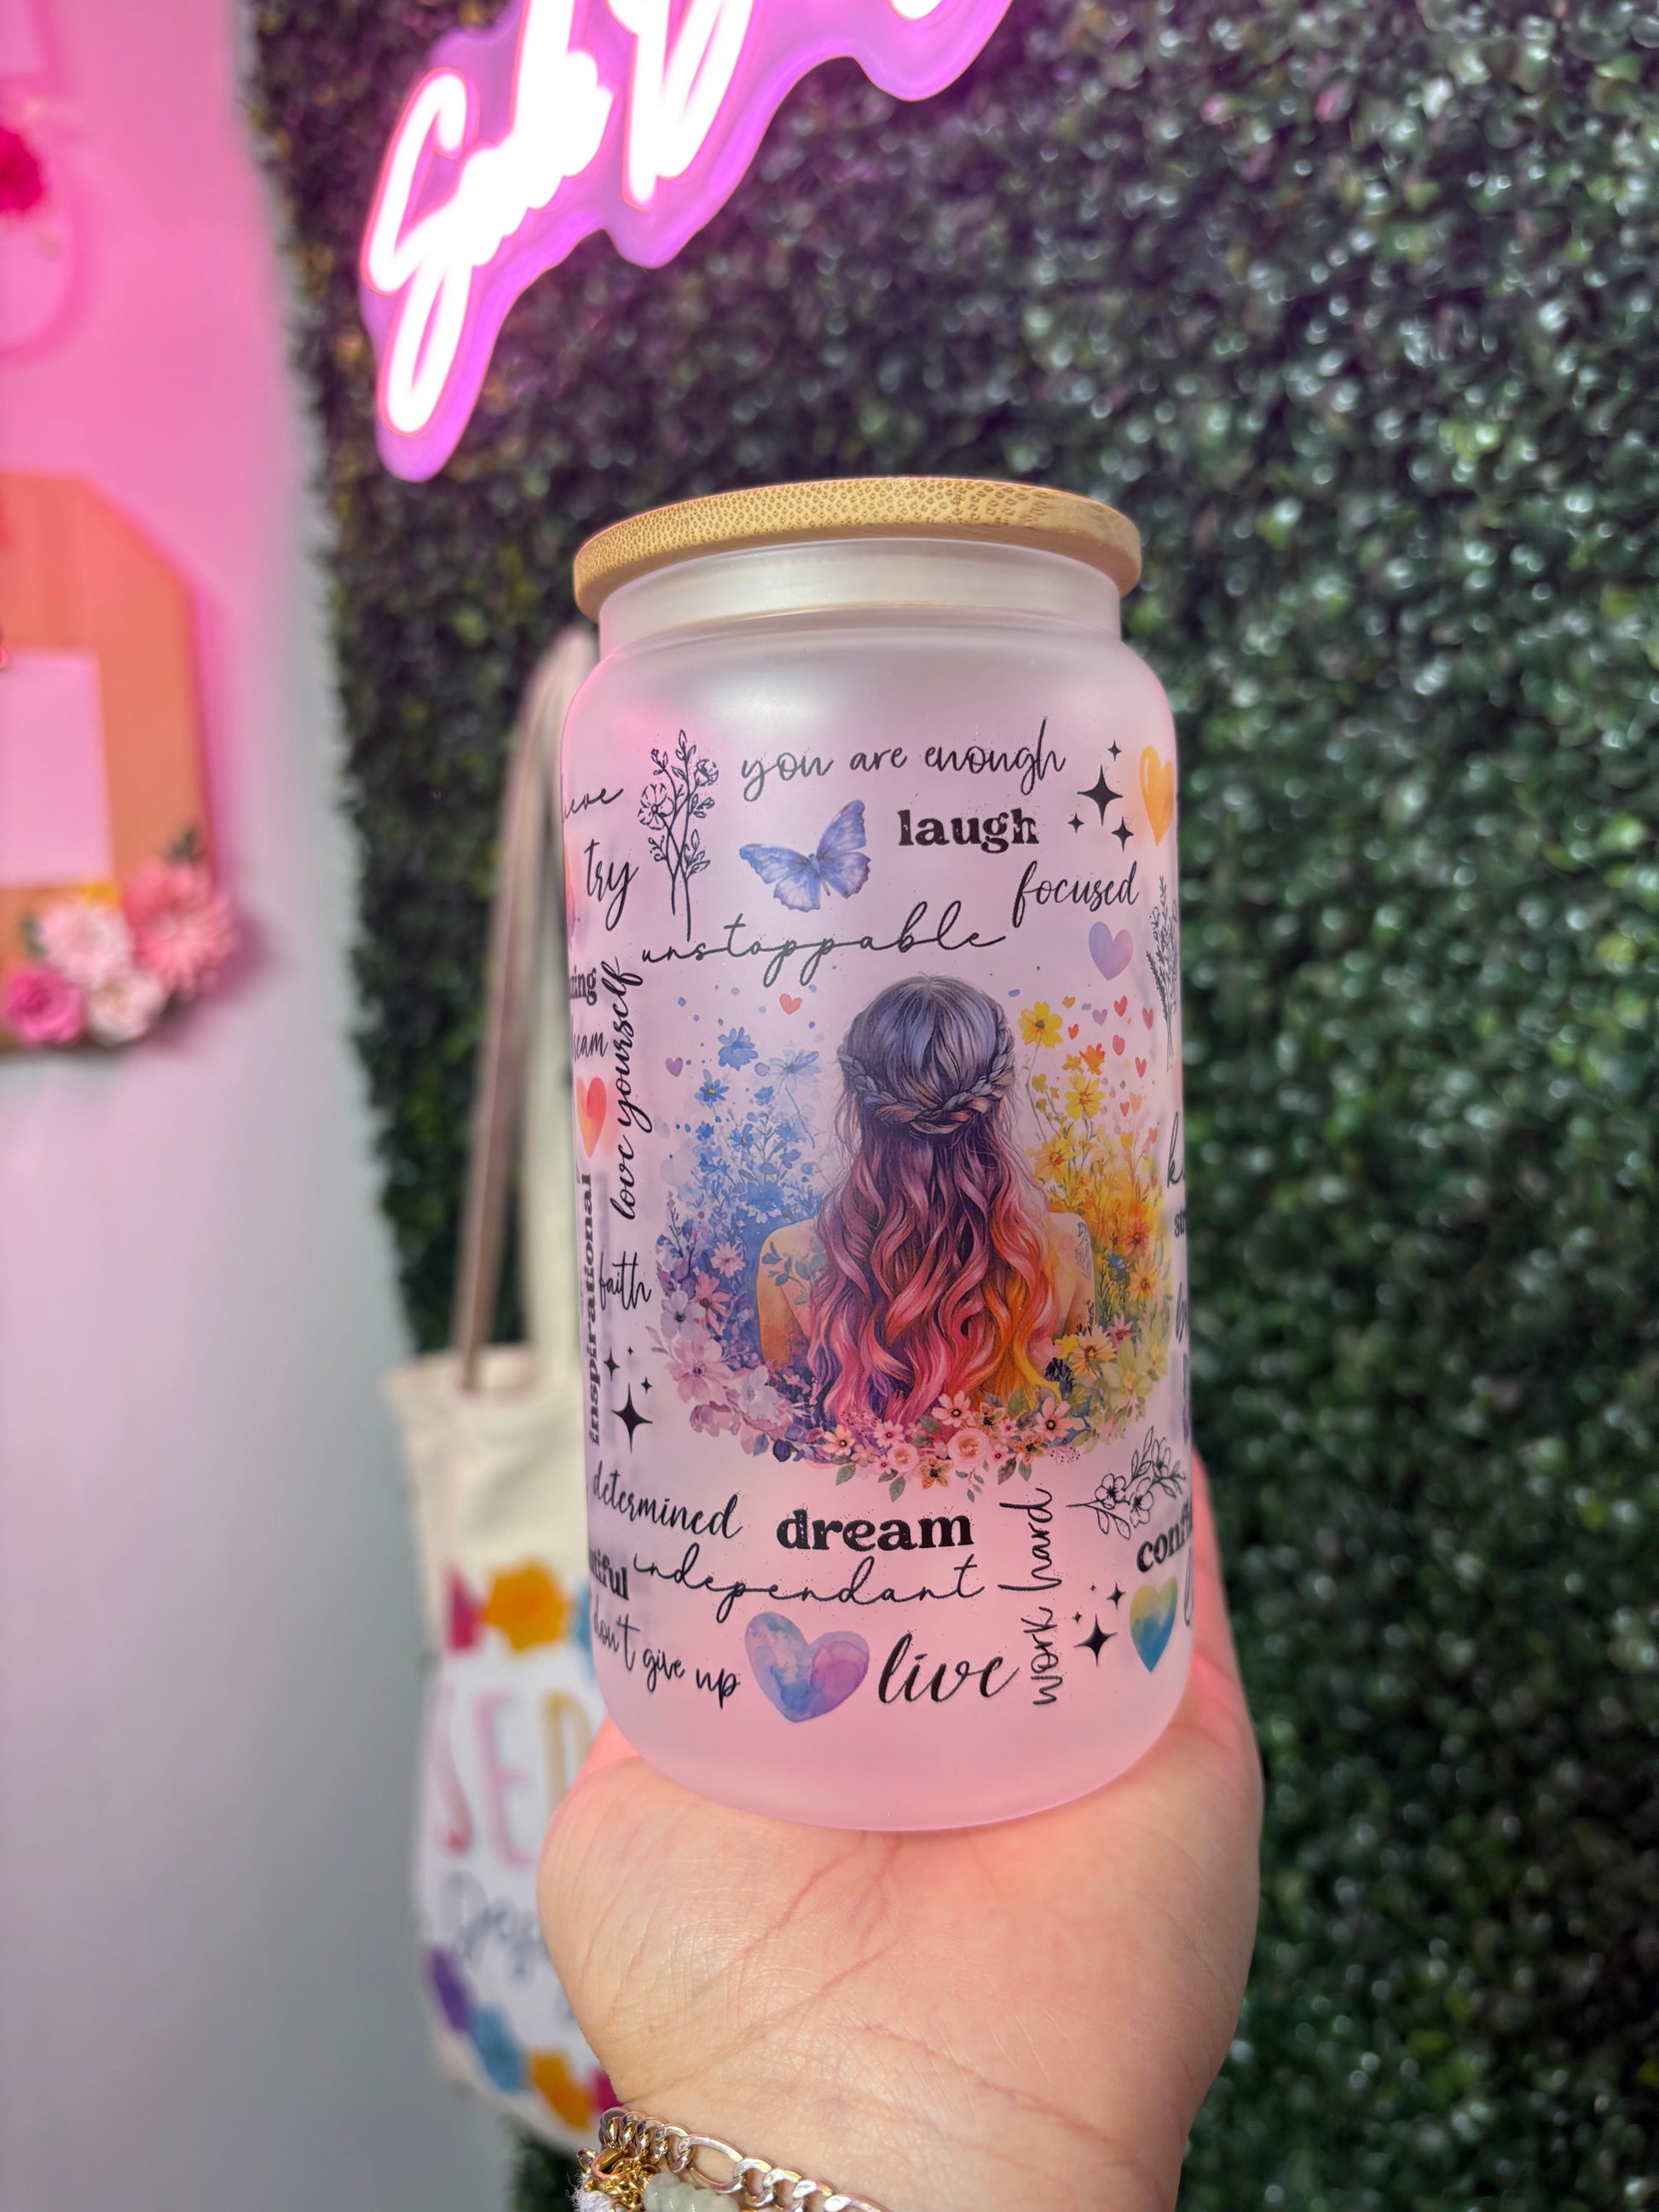 you are enough
laugh
try
focused
unstoppable
love yourself
inspirational
faith
determined
dream
independant
work hard
don't give up
live